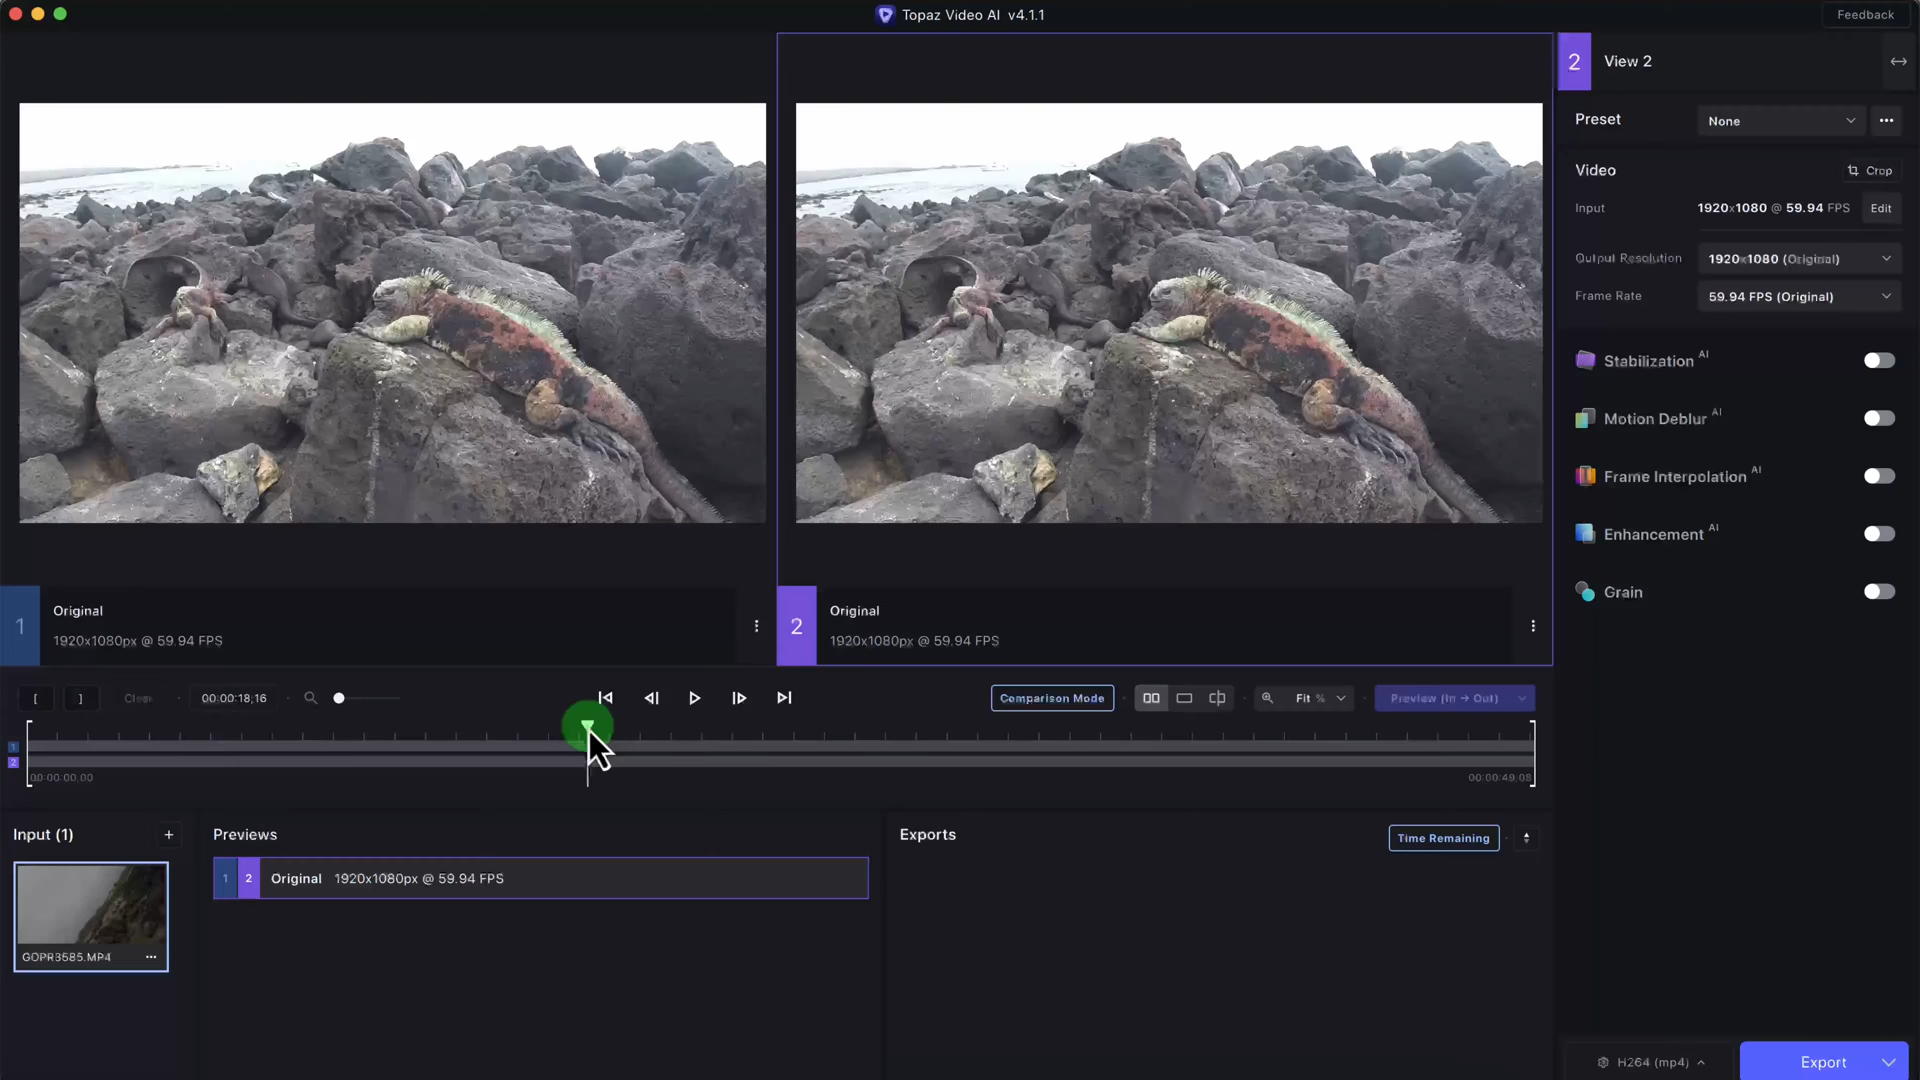 Topaz Video AI v4.1.1
Feedback
2 View 2
Preset None
Video Crop
Input 1920x1080 @ 59.94 FPS Edit
Output Resolution 1920x1080 (Original)
Frame Rate 59.94 FPS (Original)
Stabilization AI
Motion Deblur AI
Frame Interpolation AI
Enhancement AI
Grain
1 Original
1920x1080px @ 59.94 FPS
2 Original
1920x1080px @ 59.94 FPS
[ ] Clear 00:00:18;16
Comparison Mode
Fit %
Preview (In → Out)
1
2
00:00:00,00
00:00:49,08
Input (1) +
GOPR3585.MP4
Previews
1 2 Original 1920x1080px @ 59.94 FPS
Exports
Time Remaining
H264 (mp4)
Export